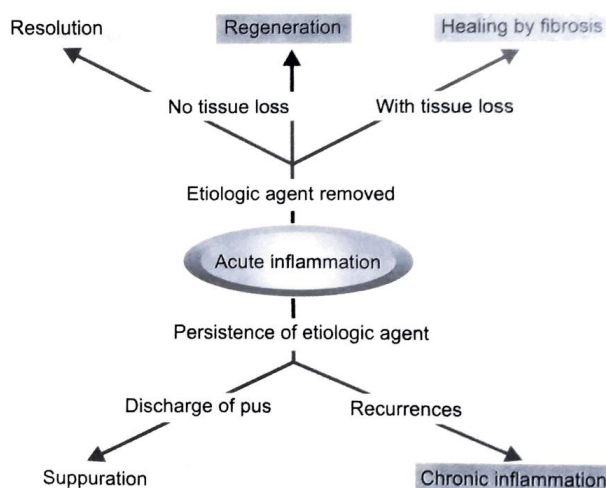 Resolution
Regeneration
Healing by fibrosis
No tissue loss
With tissue loss
Etiologic agent removed
Acute inflammation
Persistence of etiologic agent
Discharge of pus
Recurrences
Suppuration
Chronic inflammation